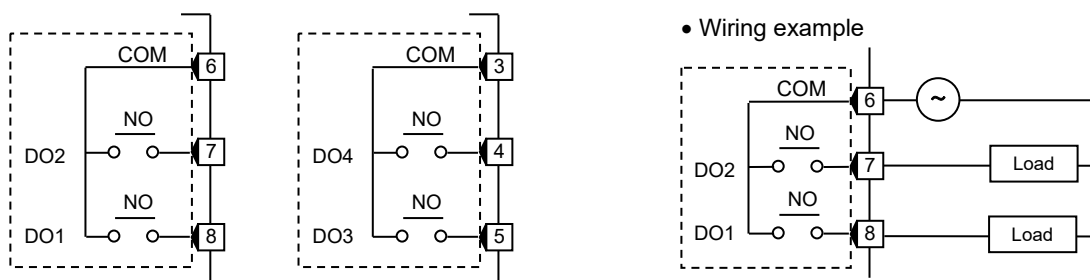 COM 6
NO
DO2 7
NO
DO1 8
COM 3
NO
DO4 4
NO
DO3 5
• Wiring example
COM 6 ~
NO
DO2 7 Load
NO
DO1 8 Load